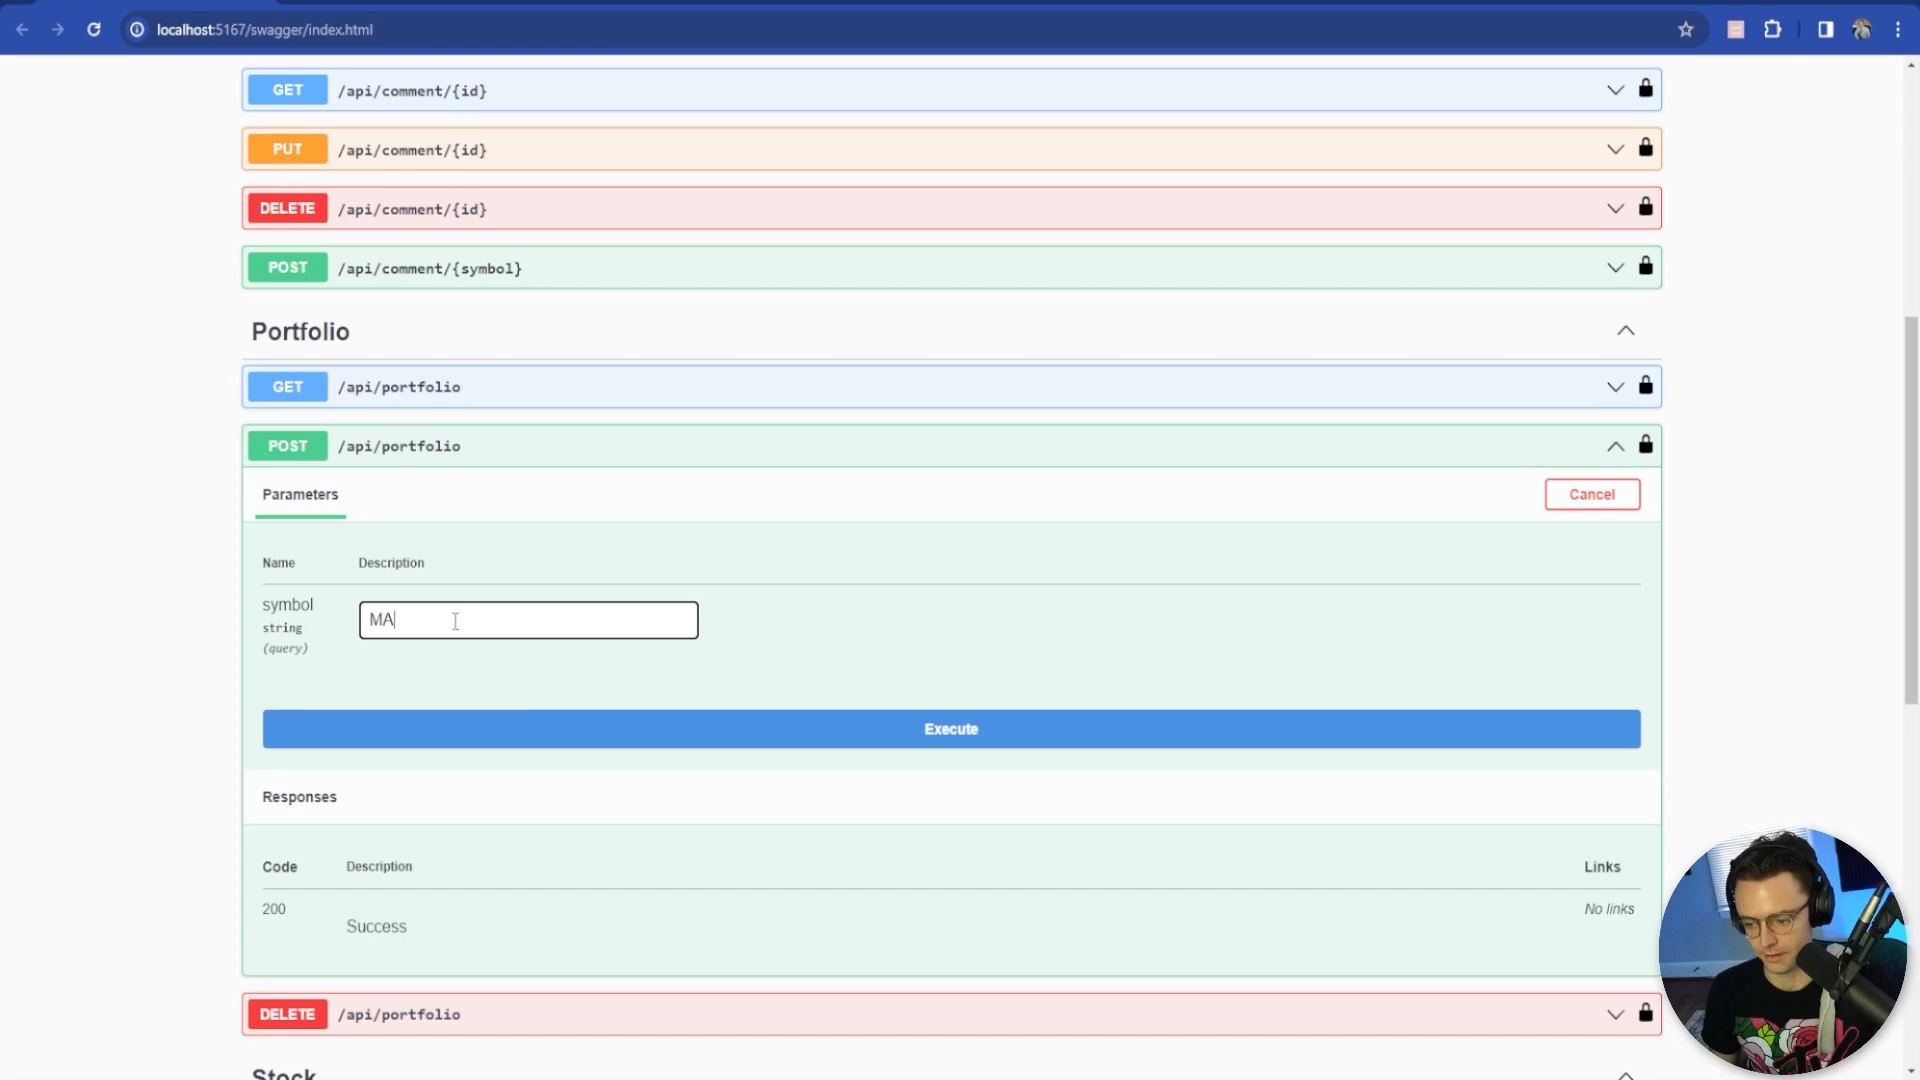 localhost:5167/swagger/index.html
GET /api/comment/{id}
PUT /api/comment/{id}
DELETE /api/comment/{id}
POST /api/comment/{symbol}
Portfolio
GET /api/portfolio
POST /api/portfolio
Parameters
Cancel
Name Description
symbol
string
(query)
MA
Execute
Responses
Code Description Links
200 Success No links
DELETE /api/portfolio
Stock